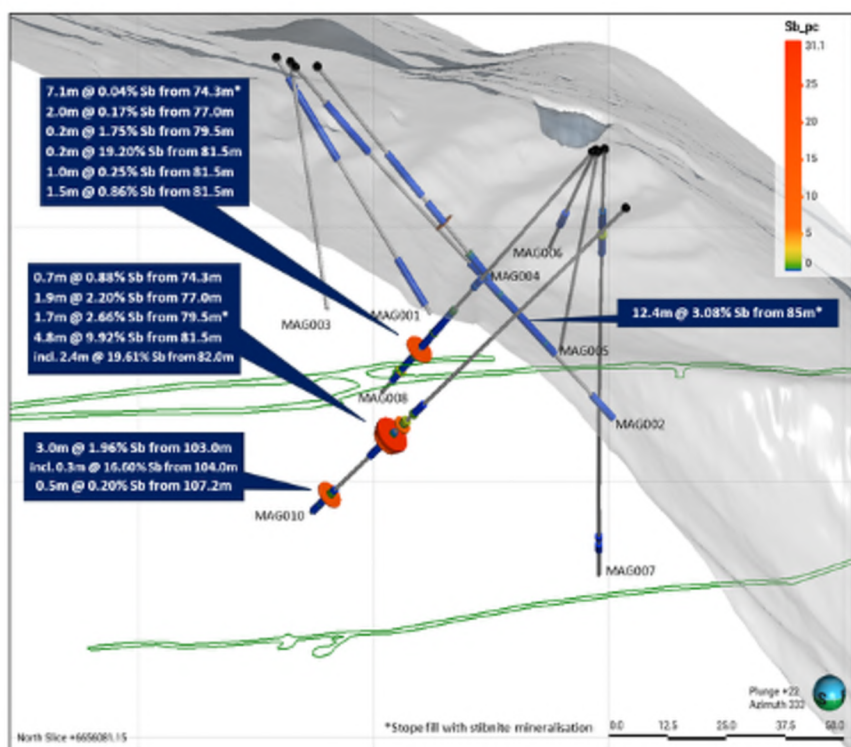 Sb_pc
31.1
25
20
15
10
5
0
7.1m @ 0.04% Sb from 74.3m*
2.0m @ 0.17% Sb from 77.0m
0.2m @ 1.75% Sb from 79.5m
0.2m @ 19.20% Sb from 81.5m
1.0m @ 0.25% Sb from 81.5m
1.5m @ 0.86% Sb from 81.5m
MAG006
MAG004
0.7m @ 0.88% Sb from 74.3m
1.9m @ 2.20% Sb from 77.0m
1.7m @ 2.66% Sb from 79.5m*
4.8m @ 9.92% Sb from 81.5m
incl. 2.4m @ 19.61% Sb from 82.0m
MAG003
MAG001
12.4m @ 3.08% Sb from 85m*
MAG005
MAG008
MAG002
3.0m @ 1.96% Sb from 103.0m
incl. 0.3m @ 16.60% Sb from 104.0m
0.5m @ 0.20% Sb from 107.2m
MAG010
MAG007
Plunge +22
Azimuth 332
S
North Slice +6656081.15
*Stope fill with stibnite mineralisation
0.0
12.5
25.0
37.5
50.0